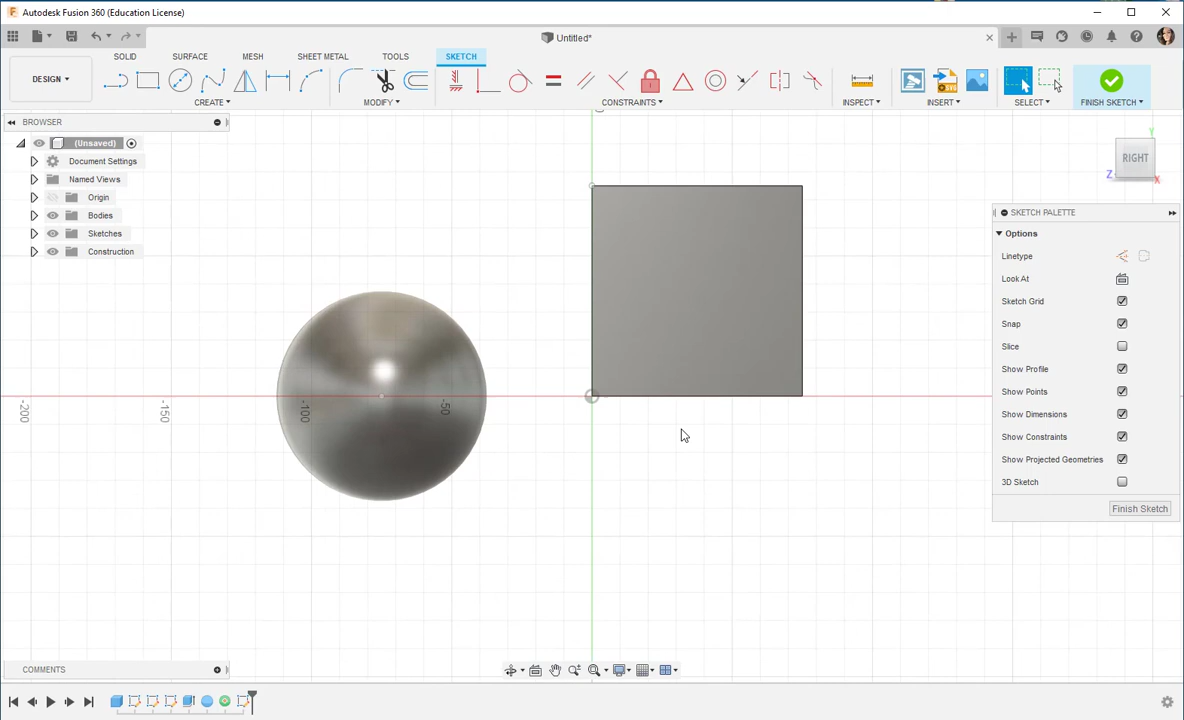 Autodesk Fusion 360 (Education License)
Untitled*
SOLID SURFACE MESH SHEET METAL TOOLS SKETCH
DESIGN
CREATE MODIFY CONSTRAINTS INSPECT INSERT SELECT FINISH SKETCH
BROWSER
(Unsaved)
Document Settings
Named Views
Origin
Bodies
Sketches
Construction
Y
RIGHT
Z
X
SKETCH PALETTE
Options
Linetype
Look At
Sketch Grid
Snap
Slice
Show Profile
Show Points
Show Dimensions
Show Constraints
Show Projected Geometries
3D Sketch
Finish Sketch
-200
-150
-100
-50
COMMENTS